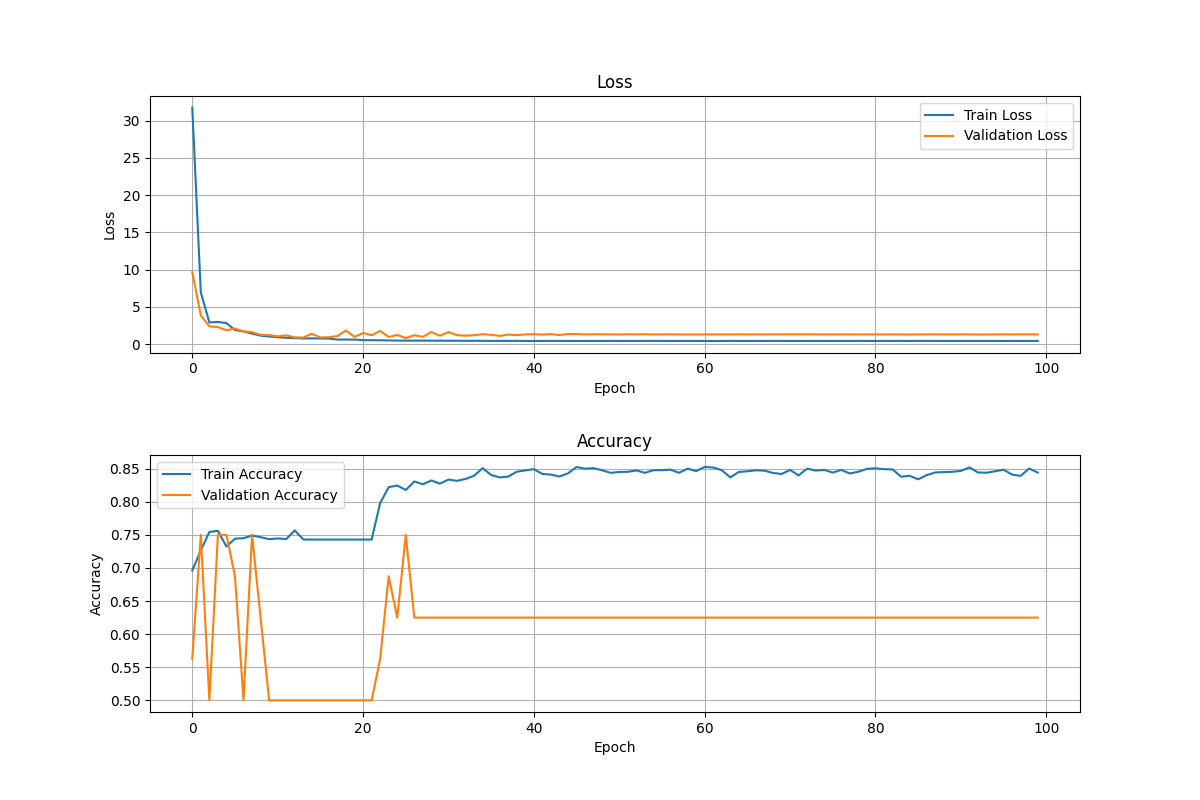 Loss
Train Loss
Validation Loss
30
25
20
15
10
5
0
Loss
0 20 40 60 80 100
Epoch
Accuracy
Train Accuracy
Validation Accuracy
0.85
0.80
0.75
0.70
0.65
0.60
0.55
0.50
Accuracy
0 20 40 60 80 100
Epoch